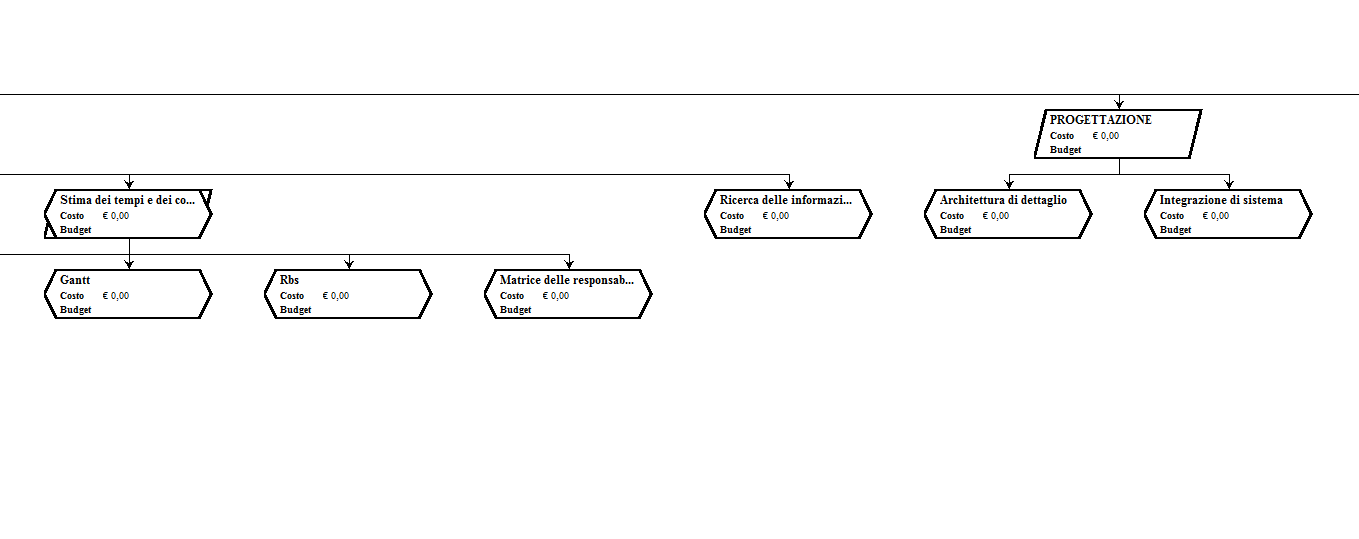 PROGETTAZIONE
Costo € 0,00
Budget
Stima dei tempi e dei co...
Costo € 0,00
Budget
Ricerca delle informazi...
Costo € 0,00
Budget
Architettura di dettaglio
Costo € 0,00
Budget
Integrazione di sistema
Costo € 0,00
Budget
Gantt
Costo € 0,00
Budget
Rbs
Costo € 0,00
Budget
Matrice delle responsab...
Costo € 0,00
Budget